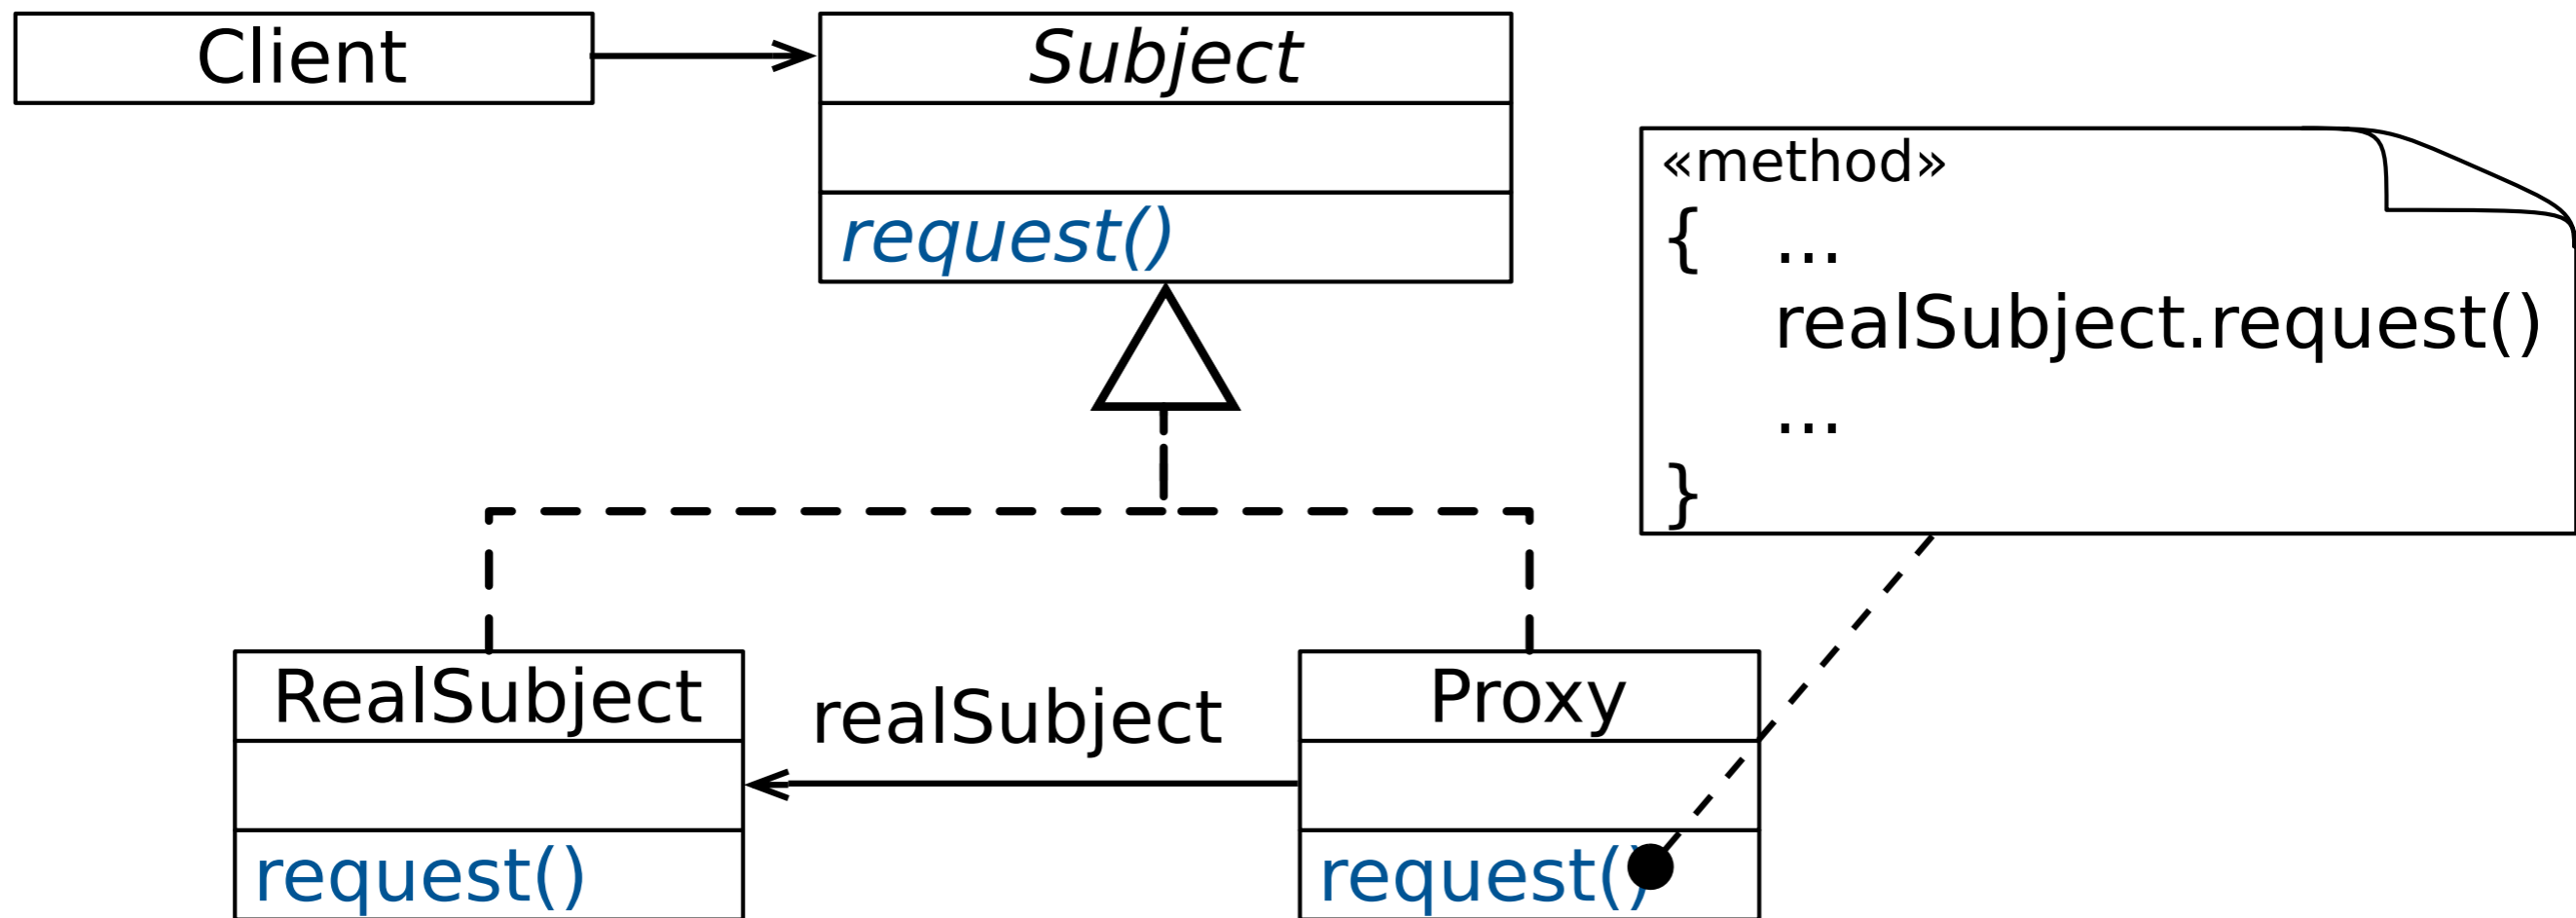 Client
Subject
request()
«method»
{ ...
realSubject.request()
...
}
RealSubject
realSubject
Proxy
request()
request()